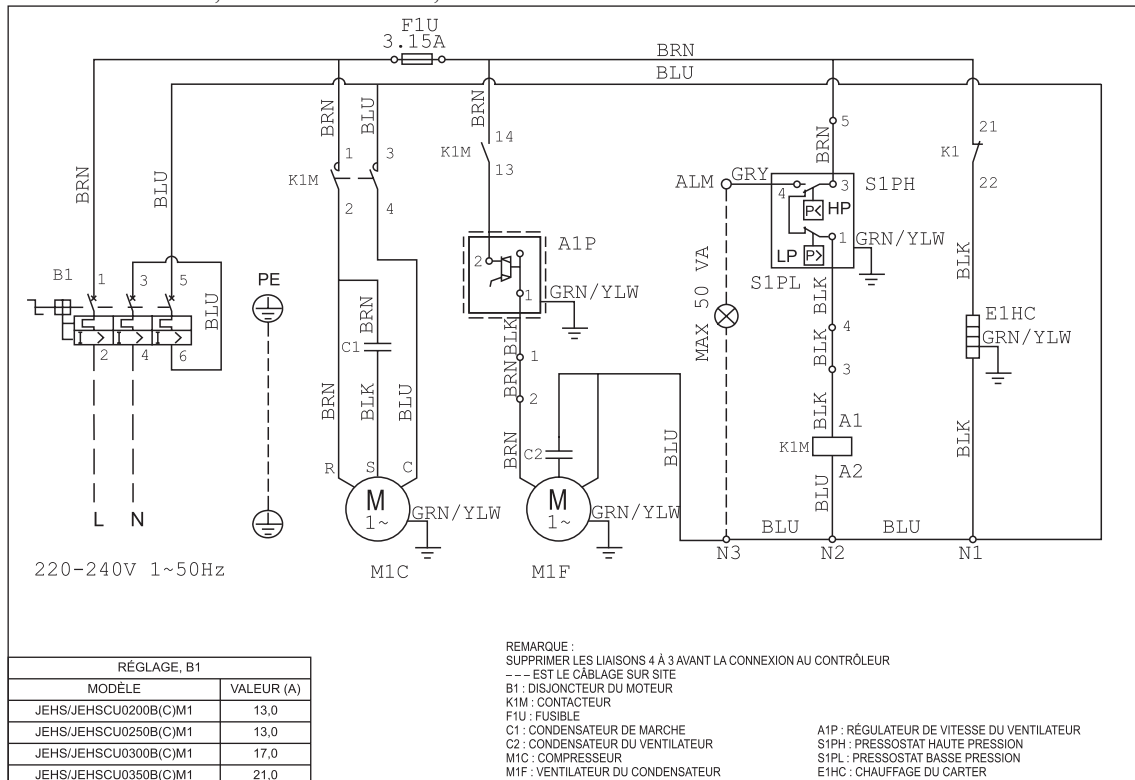 F1U
3.15A
BRN
BLU
BRN
BLU
BRN
BLU
BRN
1
3
K1M
2
4
14
K1M
13
5
BRN
21
K1
22
ALM
GRY
4
3
S1PH
P<
HP
LP
P>
1
GRN/YLW
S1PL
A1P
2
1
GRN/YLW
B1
1
3
5
BLU
2
4
6
PE
L
N
220-240V 1~50Hz
BRN
C1
BRN
BLK
BLU
R
S
C
M
1~
GRN/YLW
M1C
BLK
1
BRN
2
BRN
C2
M
1~
GRN/YLW
M1F
BLU
MAX 50 VA
BLK
4
BLK
3
BLK
A1
K1M
A2
BLU
BLK
E1HC
GRN/YLW
BLK
BLU
BLU
N3
N2
N1
RÉGLAGE, B1
MODÈLE VALEUR (A)
JEHS/JEHSCU0200B(C)M1 13,0
JEHS/JEHSCU0250B(C)M1 13,0
JEHS/JEHSCU0300B(C)M1 17,0
JEHS/JEHSCU0350B(C)M1 21,0
REMARQUE :
SUPPRIMER LES LIAISONS 4 À 3 AVANT LA CONNEXION AU CONTRÔLEUR
– – – EST LE CÂBLAGE SUR SITE
B1 : DISJONCTEUR DU MOTEUR
K1M : CONTACTEUR
F1U : FUSIBLE
C1 : CONDENSATEUR DE MARCHE
C2 : CONDENSATEUR DU VENTILATEUR
M1C : COMPRESSEUR
M1F : VENTILATEUR DU CONDENSATEUR
A1P : RÉGULATEUR DE VITESSE DU VENTILATEUR
S1PH : PRESSOSTAT HAUTE PRESSION
S1PL : PRESSOSTAT BASSE PRESSION
E1HC : CHAUFFAGE DU CARTER